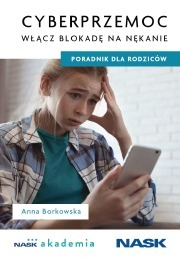 CYBERPRZEMOC
WŁĄCZ BLOKADĘ NA NĘKANIE
PORADNIK DLA RODZICÓW
Anna Borkowska
NASK akademia
NASK